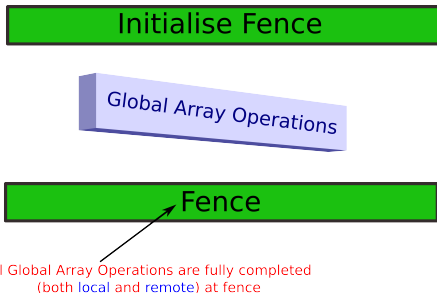 Initialise Fence
Global Array Operations
Fence
Global Array Operations are fully completed
(both local and remote) at fence